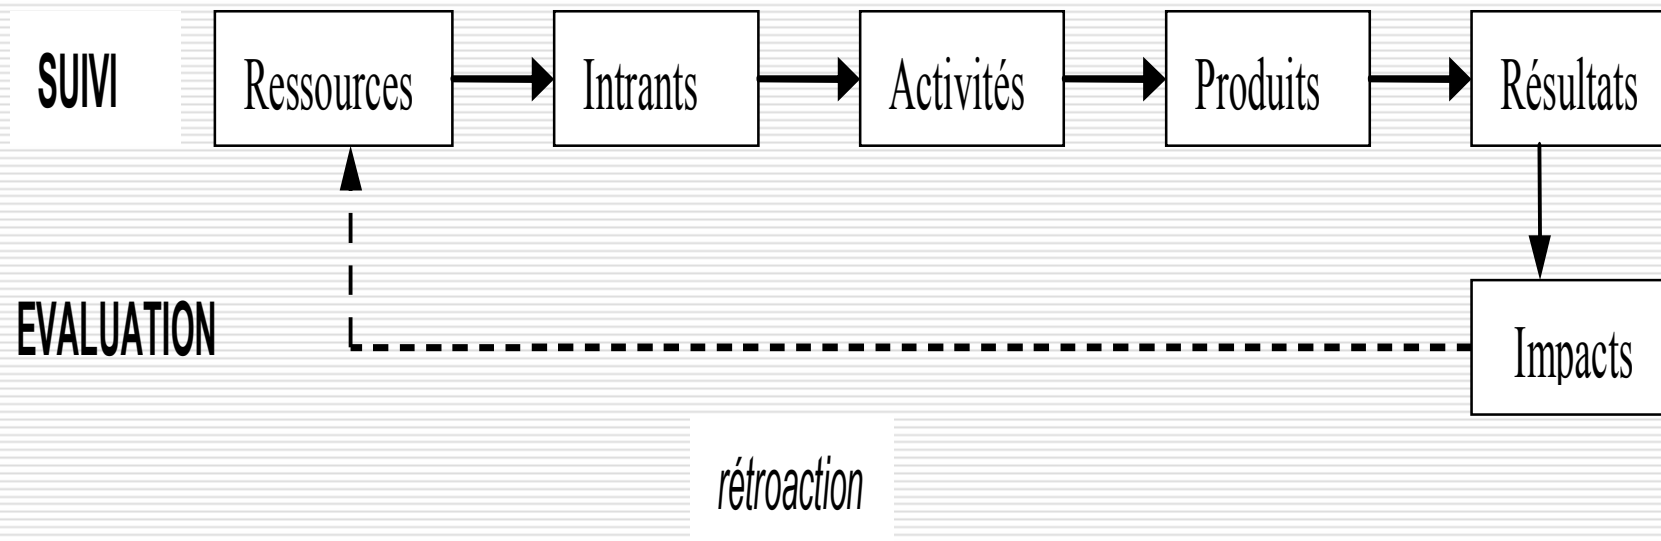 SUIVI
Ressources
Intrants
Activités
Produits
Résultats
EVALUATION
Impacts
rétroaction